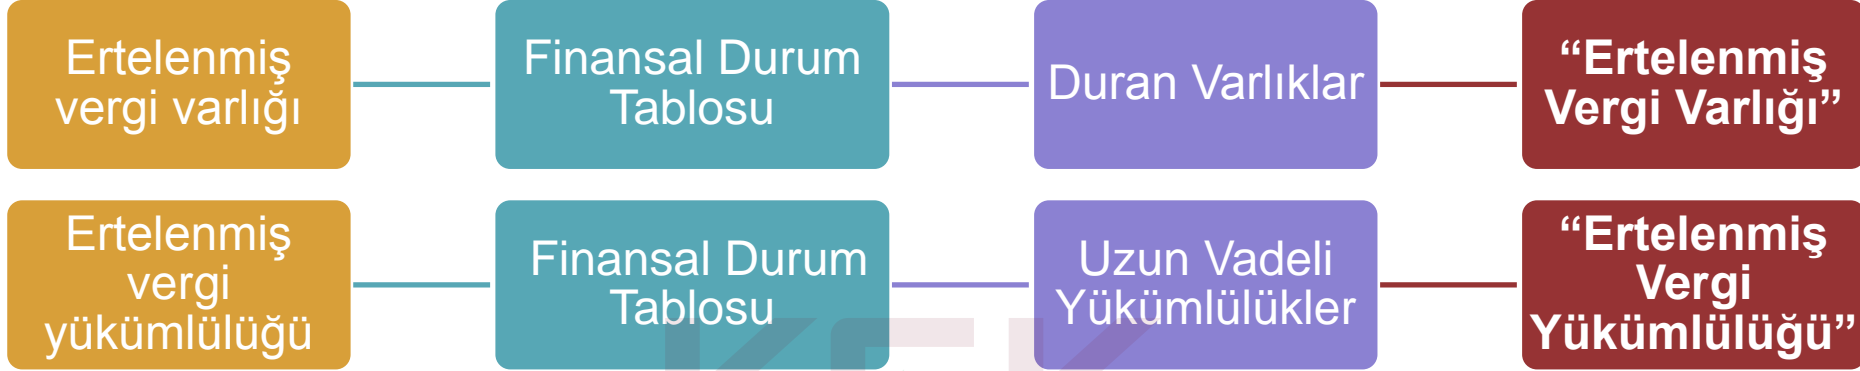 Ertelenmiş
vergi varlığı
Finansal Durum
Tablosu
Duran Varlıklar
“Ertelenmiş
Vergi Varlığı”
Ertelenmiş
vergi
yükümlülüğü
Finansal Durum
Tablosu
Uzun Vadeli
Yükümlülükler
“Ertelenmiş
Vergi
Yükümlülüğü”